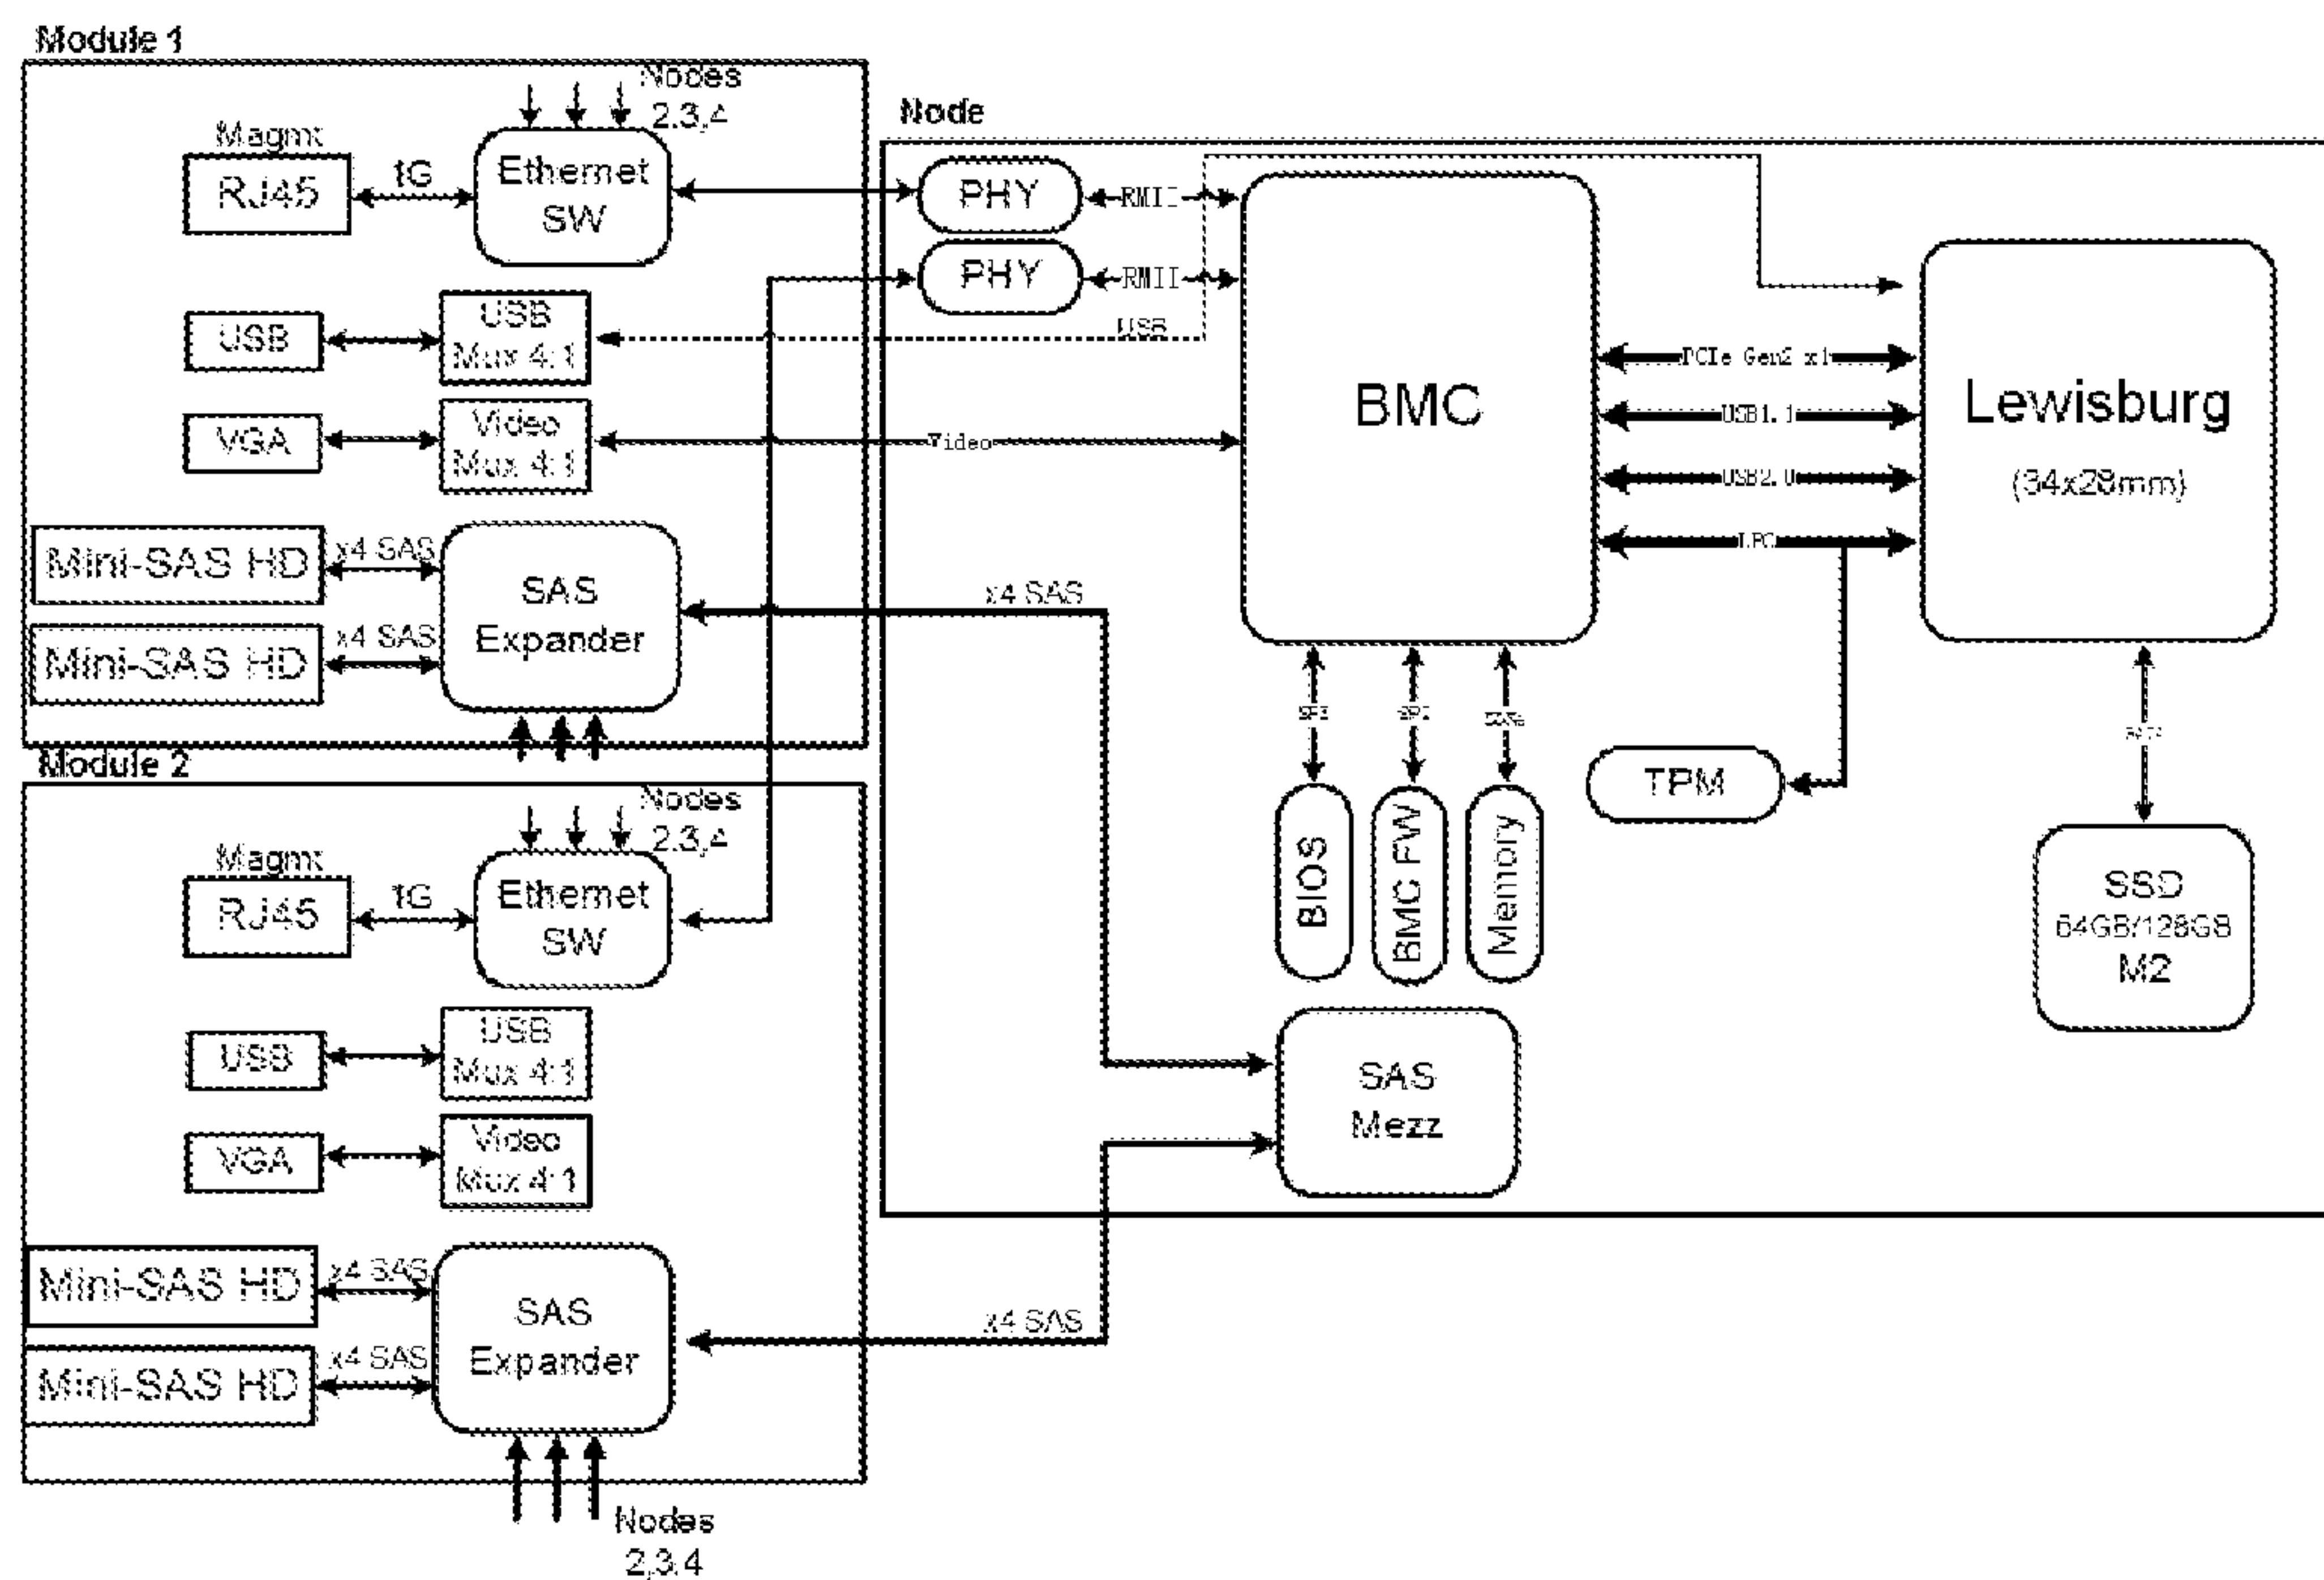 Module 1
Nodes
2.3,4
Magmt
RJ45
1G
Ethernet
SW
USB
USB
Mux 4:1
VGA
Video
Mux 4:1
Mini-SAS HD
x4 SAS
Mini-SAS HD
x4 SAS
SAS
Expander
Module 2
Nodes
2.3,4
Magmt
RJ45
1G
Ethernet
SW
USB
USB
Mux 4:1
VGA
Video
Mux 4:1
Mini-SAS HD
x4 SAS
Mini-SAS HD
x4 SAS
SAS
Expander
Nodes
2,3.4
Node
PHY
RMII
PHY
RMII
USB
Video
x4 SAS
x4 SAS
BMC
PCIe Gen2 x1
USB1.1
USB2.0
LPC
Lewisburg
(34x28mm)
BIOS
BMC FW
Memory
TPM
SAS
Mezz
SSD
64GB/128GB
M2